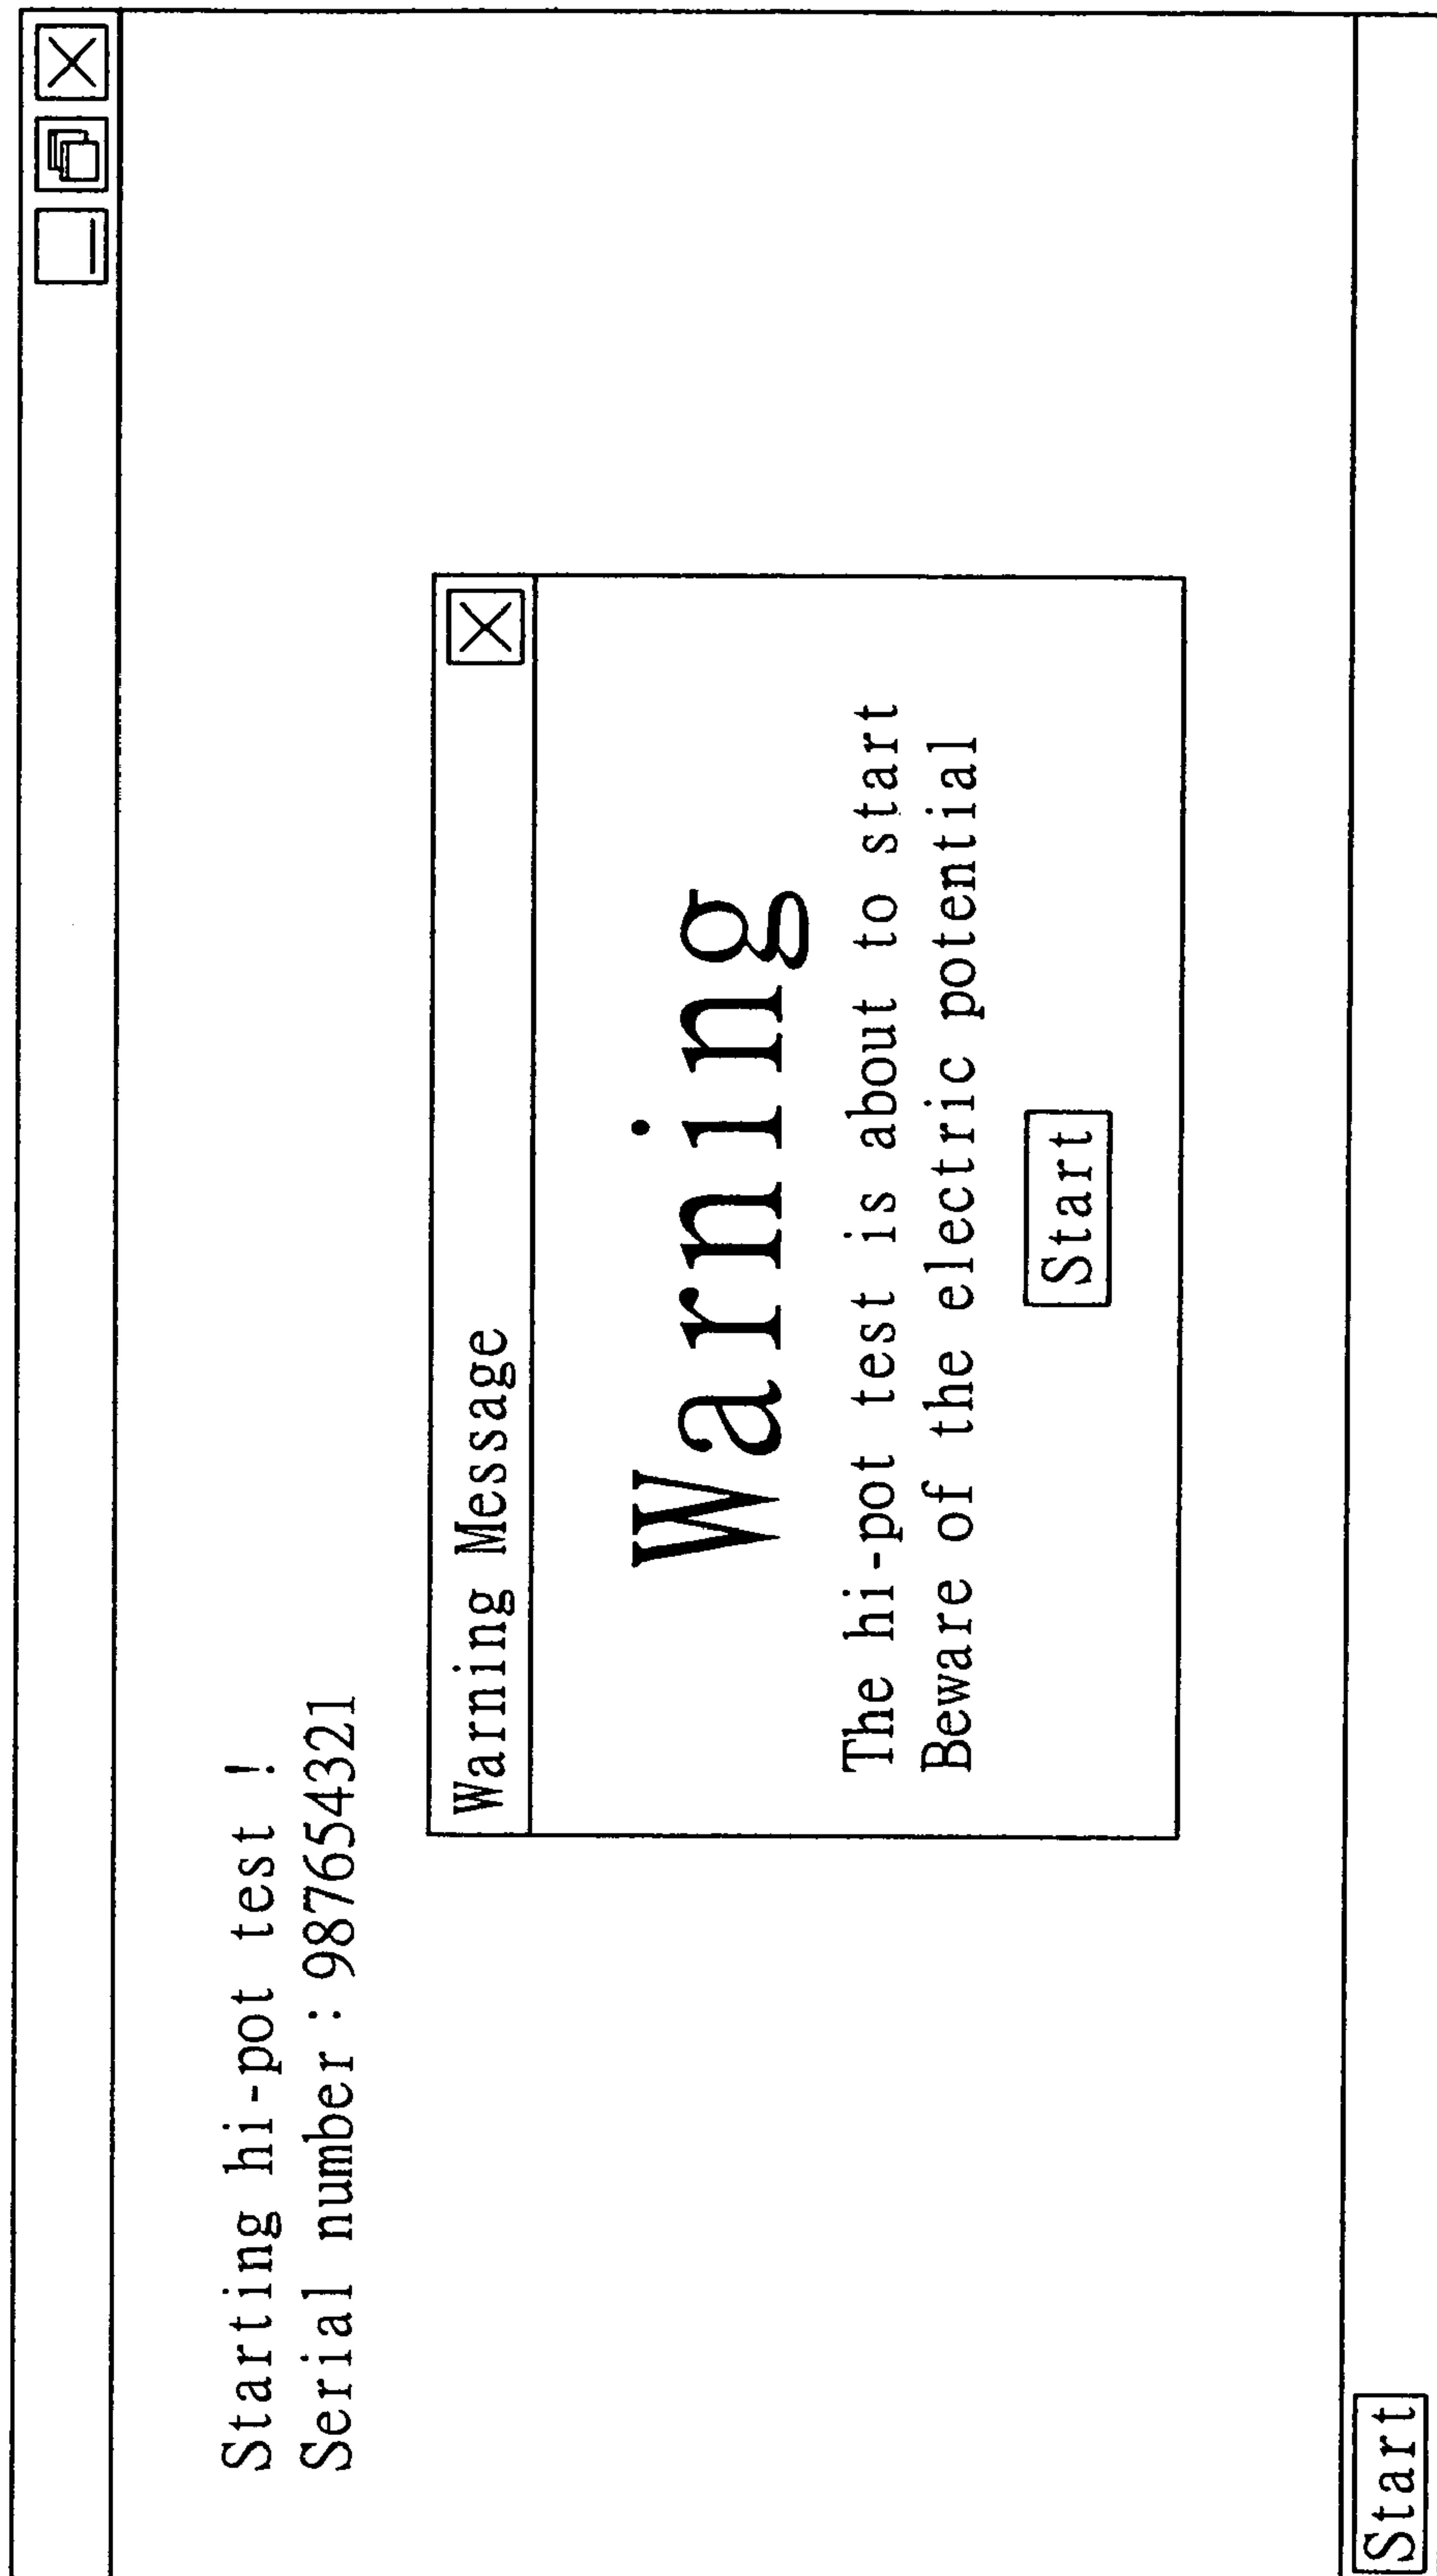 Starting hi-pot test !
Serial number : 987654321
Warning Message
Warning
The hi-pot test is about to start
Beware of the electric potential
Start
Start